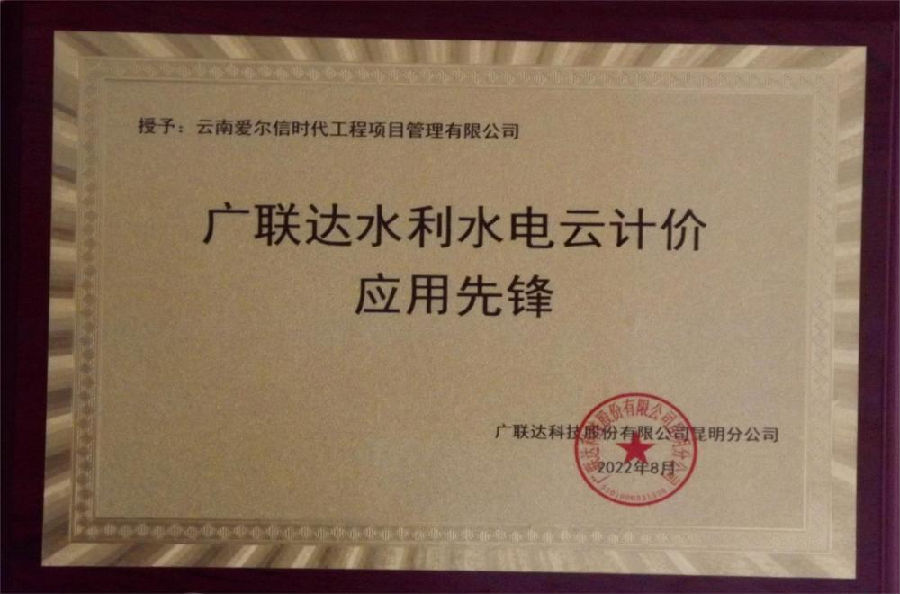 授予：云南爱尔信时代工程项目管理有限公司
广联达水利水电云计价
应用先锋
广联达科技股份有限公司昆明分公司
2022年8月